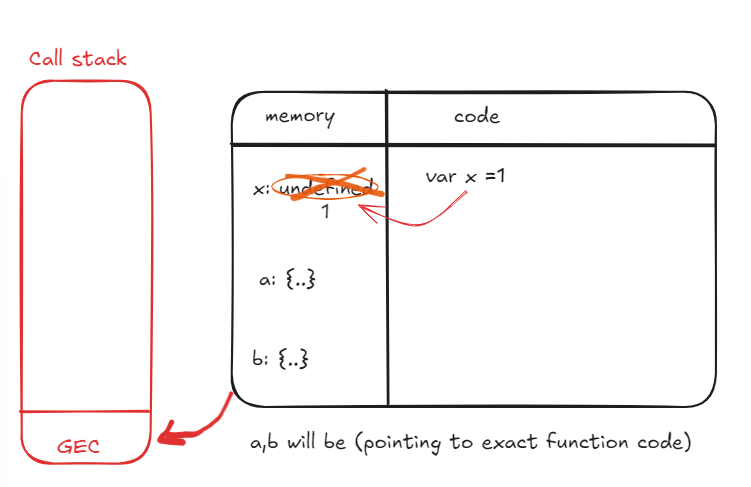 Call stack
memory
code
x: undefined
1
var x =1
a: {..}
b: {..}
GEC
a,b will be (pointing to exact function code)